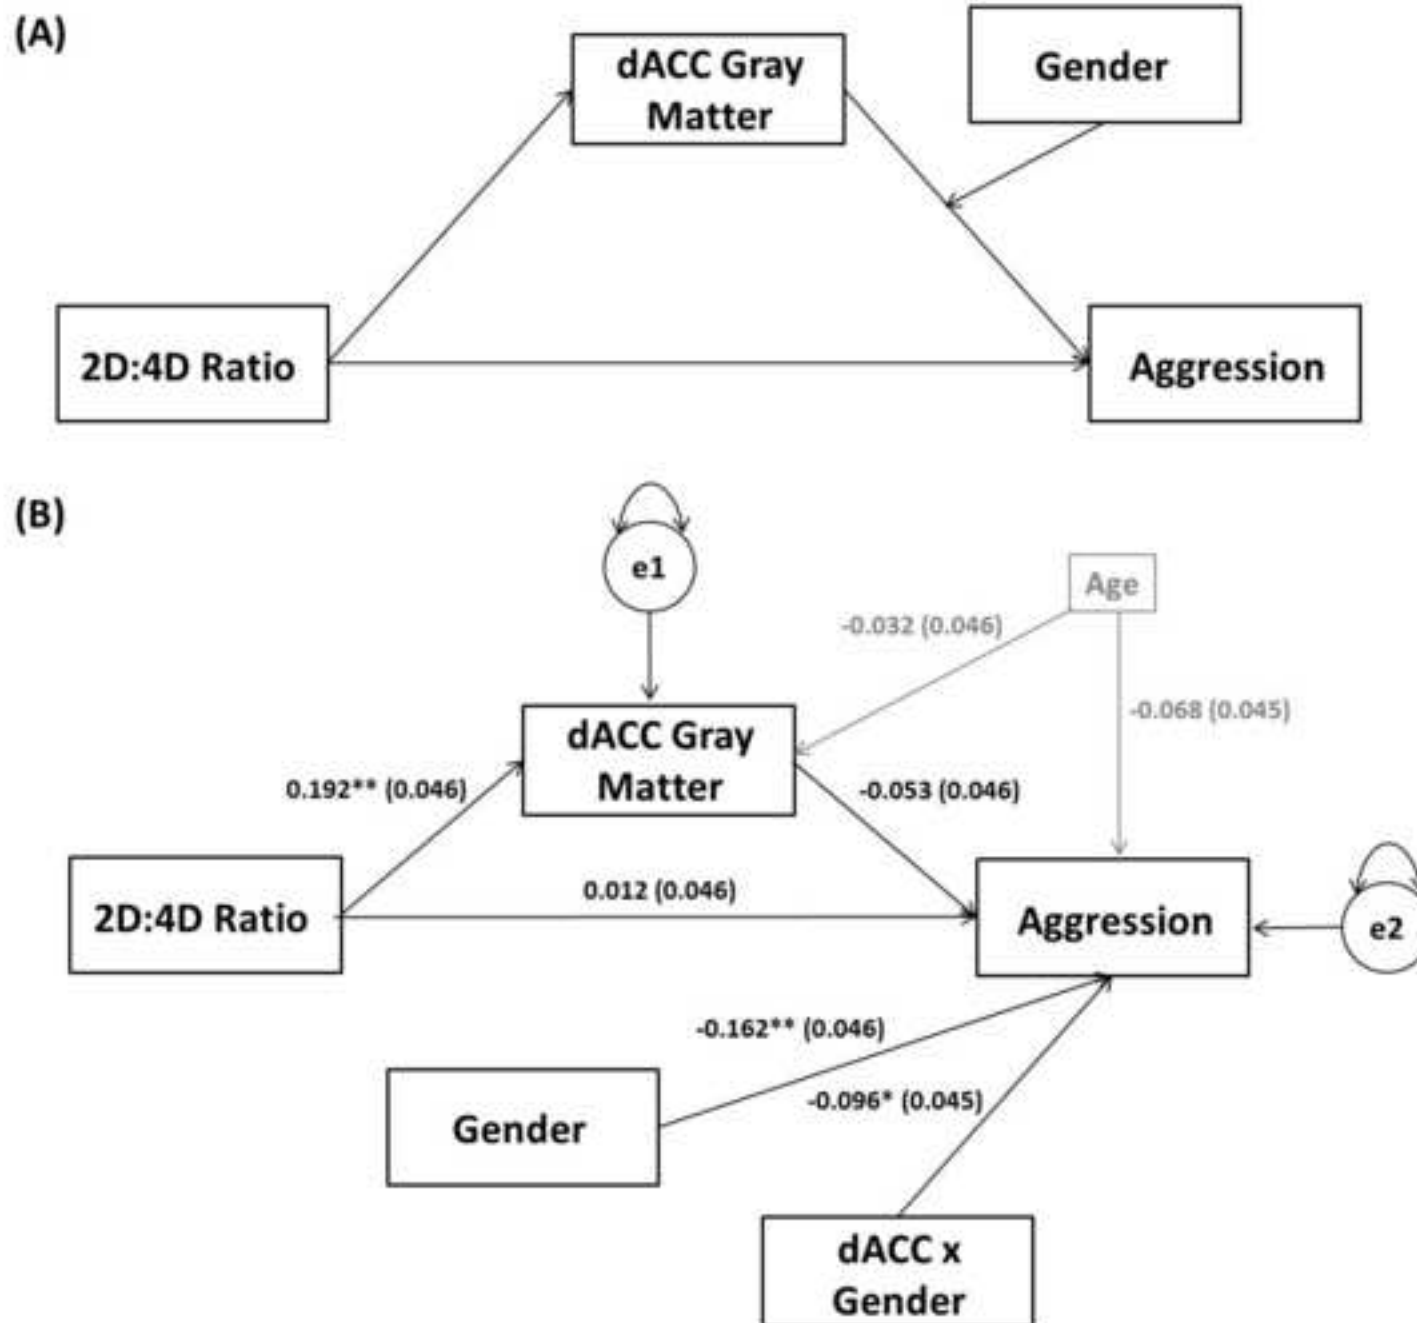 (A)
dACC Gray
Matter
Gender
2D:4D Ratio
Aggression
(B)
e1
Age
-0.032 (0.046)
-0.068 (0.045)
dACC Gray
Matter
0.192** (0.046)
-0.053 (0.046)
2D:4D Ratio
0.012 (0.046)
Aggression
e2
-0.162** (0.046)
Gender
-0.096* (0.045)
dACC x
Gender